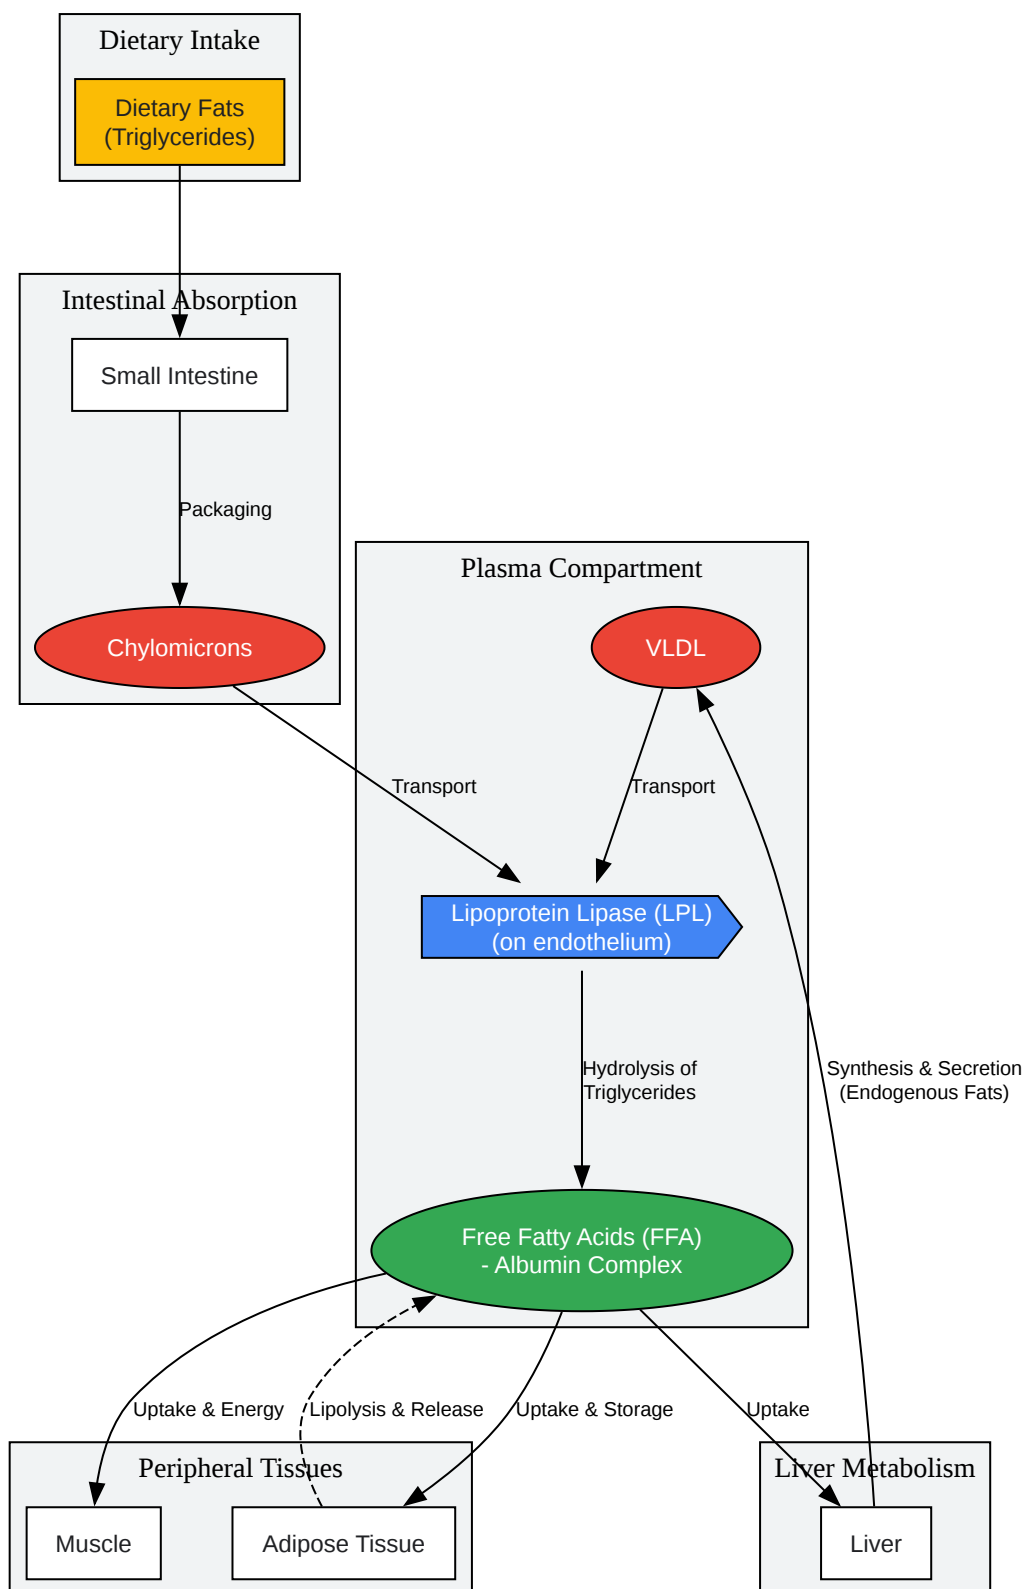 Dietary Intake
Dietary Fats
(Triglycerides)
Intestinal Absorption
Small Intestine
Packaging
Chylomicrons
Plasma Compartment
VLDL
Transport
Transport
Lipoprotein Lipase (LPL)
(on endothelium)
Hydrolysis of
Triglycerides
Synthesis & Secretion
(Endogenous Fats)
Free Fatty Acids (FFA)
- Albumin Complex
Uptake & Energy
Lipolysis & Release
Uptake & Storage
Uptake
Peripheral Tissues
Muscle
Adipose Tissue
Liver Metabolism
Liver